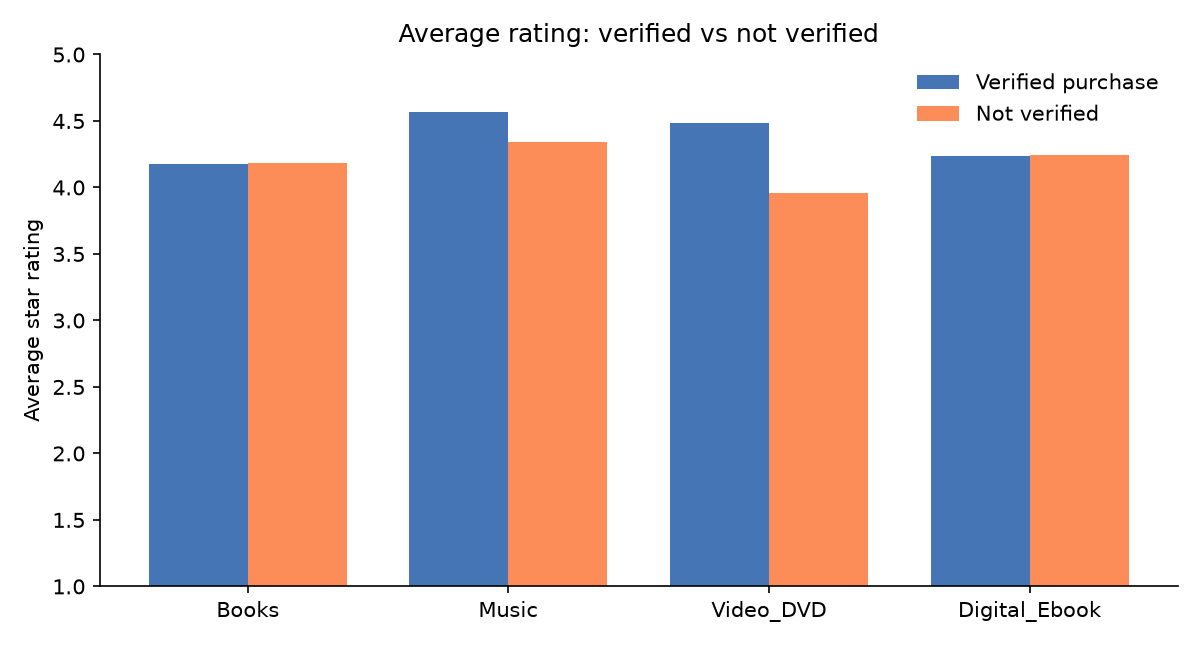 Average rating: verified vs not verified
Verified purchase
Not verified
Average star rating
5.0
4.5
4.0
3.5
3.0
2.5
2.0
1.5
1.0
Books
Music
Video_DVD
Digital_Ebook